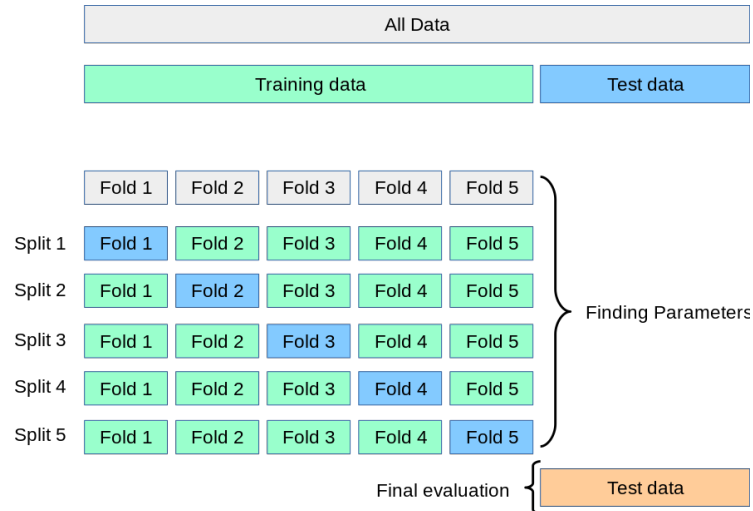 All Data
Training data Test data
Fold 1 Fold 2 Fold 3 Fold 4 Fold 5
Split 1 Fold 1 Fold 2 Fold 3 Fold 4 Fold 5
Split 2 Fold 1 Fold 2 Fold 3 Fold 4 Fold 5
Finding Parameters
Split 3 Fold 1 Fold 2 Fold 3 Fold 4 Fold 5
Split 4 Fold 1 Fold 2 Fold 3 Fold 4 Fold 5
Split 5 Fold 1 Fold 2 Fold 3 Fold 4 Fold 5
Final evaluation Test data